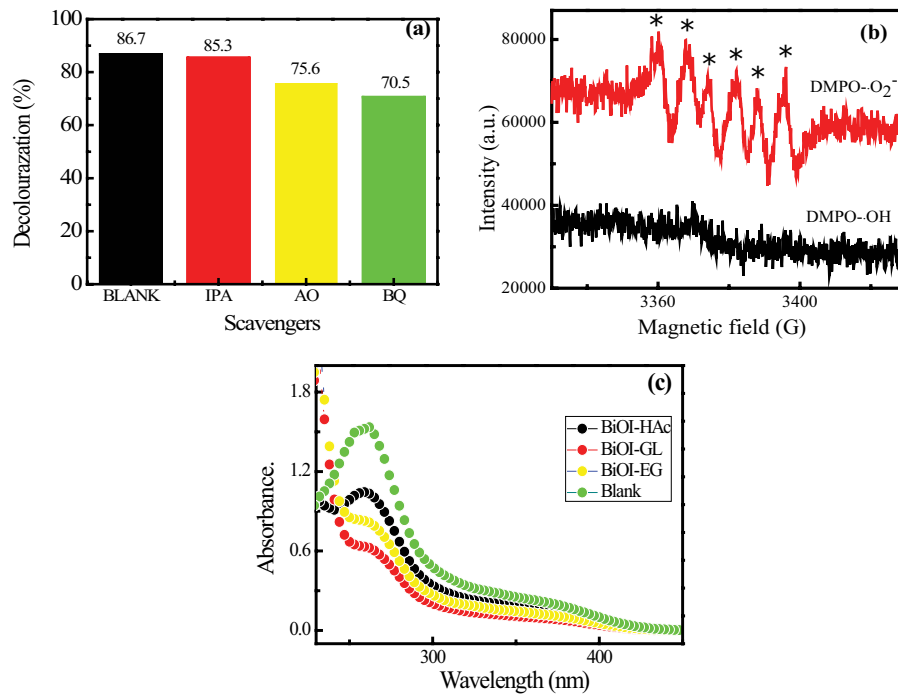 (a)
86.7
85.3
75.6
70.5
100
80
60
40
20
0
Decolourazation (%)
BLANK IPA AO BQ
Scavengers
(b)
* * * * * *
80000
60000
40000
20000
Intensity (a.u.)
DMPO-·O₂⁻
DMPO-·OH
3360 3400
Magnetic field (G)
(c)
1.8
1.2
0.6
0.0
Absorbance.
BiOI-HAc
BiOI-GL
BiOI-EG
Blank
300 400
Wavelength (nm)